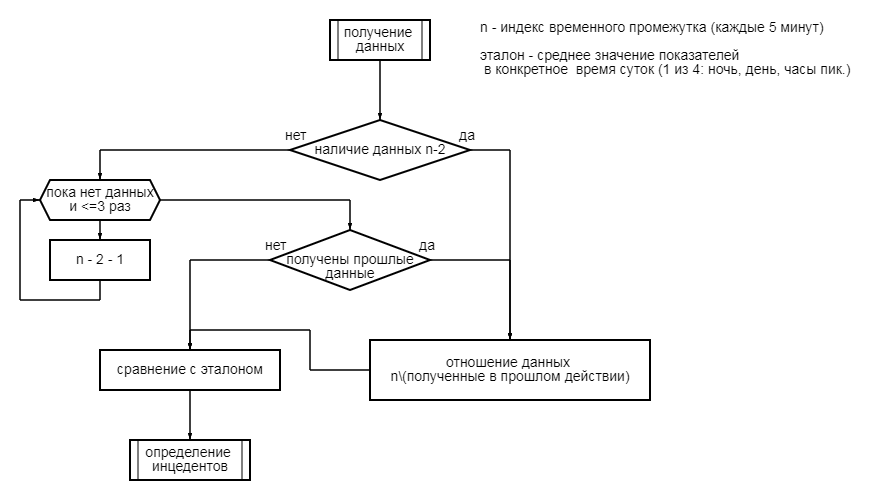 получение
данных
n - индекс временного промежутка (каждые 5 минут)
эталон - среднее значение показателей
в конкретное время суток (1 из 4: ночь, день, часы пик.)
нет
наличие данных n-2
да
пока нет данных
и <=3 раз
n - 2 - 1
нет
получены прошлые
данные
да
сравнение с эталоном
отношение данных
n\(полученные в прошлом действии)
определение
инцедентов